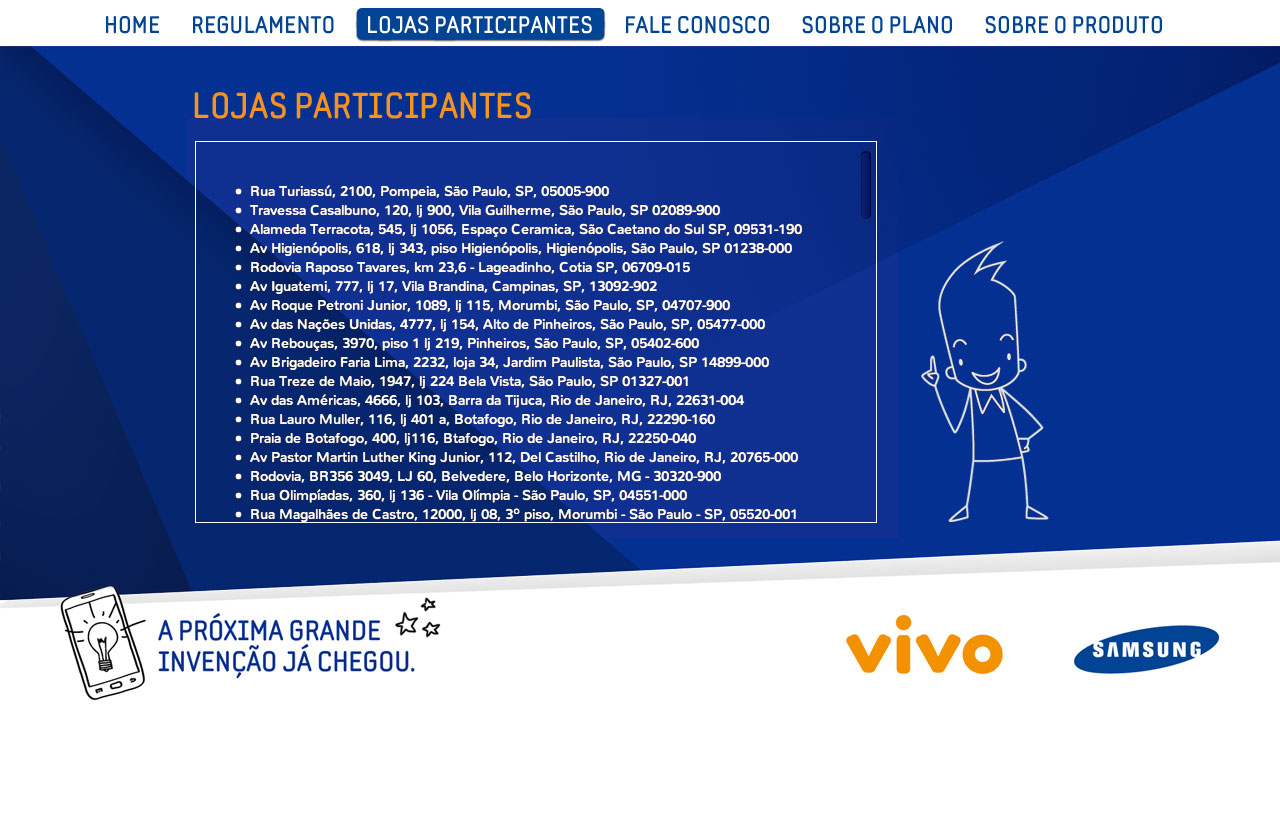 HOME REGULAMENTO LOJAS PARTICIPANTES FALE CONOSCO SOBRE O PLANO SOBRE O PRODUTO
LOJAS PARTICIPANTES
Rua Turiassú, 2100, Pompeia, São Paulo, SP, 05005-900
Travessa Casalbuno, 120, lj 900, Vila Guilherme, São Paulo, SP 02089-900
Alameda Terracota, 545, lj 1056, Espaço Ceramica, São Caetano do Sul SP, 09531-190
Av Higienópolis, 618, lj 343, piso Higienópolis, Higienópolis, São Paulo, SP 01238-000
Rodovia Raposo Tavares, km 23,6 - Lageadinho, Cotia SP, 06709-015
Av Iguatemi, 777, lj 17, Vila Brandina, Campinas, SP, 13092-902
Av Roque Petroni Junior, 1089, lj 115, Morumbi, São Paulo, SP, 04707-900
Av das Nações Unidas, 4777, lj 154, Alto de Pinheiros, São Paulo, SP, 05477-000
Av Rebouças, 3970, piso 1 lj 219, Pinheiros, São Paulo, SP, 05402-600
Av Brigadeiro Faria Lima, 2232, loja 34, Jardim Paulista, São Paulo, SP 14899-000
Rua Treze de Maio, 1947, lj 224 Bela Vista, São Paulo, SP 01327-001
Av das Américas, 4666, lj 103, Barra da Tijuca, Rio de Janeiro, RJ, 22631-004
Rua Lauro Muller, 116, lj 401 a, Botafogo, Rio de Janeiro, RJ, 22290-160
Praia de Botafogo, 400, lj116, Btafogo, Rio de Janeiro, RJ, 22250-040
Av Pastor Martin Luther King Junior, 112, Del Castilho, Rio de Janeiro, RJ, 20765-000
Rodovia, BR356 3049, LJ 60, Belvedere, Belo Horizonte, MG - 30320-900
Rua Olimpíadas, 360, lj 136 - Vila Olímpia - São Paulo, SP, 04551-000
Rua Magalhães de Castro, 12000, lj 08, 3º piso, Morumbi - São Paulo - SP, 05520-001
A PRÓXIMA GRANDE
INVENÇÃO JÁ CHEGOU.
vivo
SAMSUNG